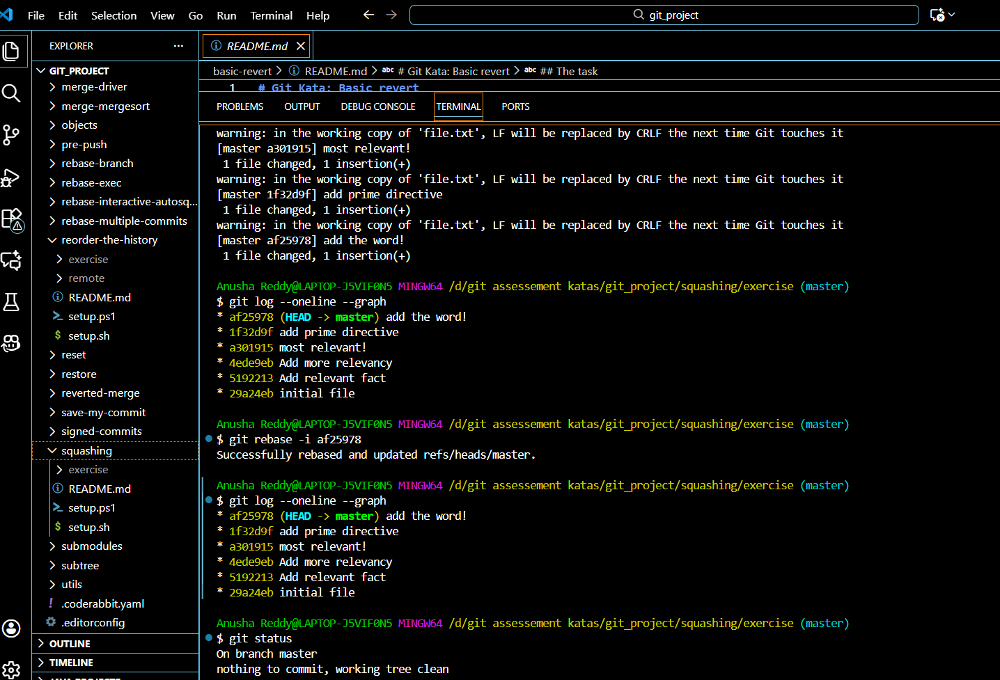 File Edit Selection View Go Run Terminal Help
git_project
EXPLORER
GIT_PROJECT
merge-driver
merge-mergesort
objects
pre-push
rebase-branch
rebase-exec
rebase-interactive-autosq...
rebase-multiple-commits
reorder-the-history
exercise
remote
README.md
setup.ps1
$ setup.sh
reset
restore
reverted-merge
save-my-commit
signed-commits
squashing
exercise
README.md
setup.ps1
$ setup.sh
submodules
subtree
utils
! .coderabbit.yaml
.editorconfig
OUTLINE
TIMELINE
README.md
basic-revert > README.md > abc # Git Kata: Basic revert > abc ## The task
1 # Git Kata: Basic revert
PROBLEMS OUTPUT DEBUG CONSOLE TERMINAL PORTS
warning: in the working copy of 'file.txt', LF will be replaced by CRLF the next time Git touches it
[master a301915] most relevant!
1 file changed, 1 insertion(+)
warning: in the working copy of 'file.txt', LF will be replaced by CRLF the next time Git touches it
[master 1f32d9f] add prime directive
1 file changed, 1 insertion(+)
warning: in the working copy of 'file.txt', LF will be replaced by CRLF the next time Git touches it
[master af25978] add the word!
1 file changed, 1 insertion(+)
Anusha Reddy@LAPTOP-J5VIF0N5 MINGW64 /d/git assessement katas/git_project/squashing/exercise (master)
$ git log --oneline --graph
* af25978 (HEAD -> master) add the word!
* 1f32d9f add prime directive
* a301915 most relevant!
* 4ede9eb Add more relevancy
* 5192213 Add relevant fact
* 29a24eb initial file
Anusha Reddy@LAPTOP-J5VIF0N5 MINGW64 /d/git assessement katas/git_project/squashing/exercise (master)
$ git rebase -i af25978
Successfully rebased and updated refs/heads/master.
Anusha Reddy@LAPTOP-J5VIF0N5 MINGW64 /d/git assessement katas/git_project/squashing/exercise (master)
$ git log --oneline --graph
* af25978 (HEAD -> master) add the word!
* 1f32d9f add prime directive
* a301915 most relevant!
* 4ede9eb Add more relevancy
* 5192213 Add relevant fact
* 29a24eb initial file
Anusha Reddy@LAPTOP-J5VIF0N5 MINGW64 /d/git assessement katas/git_project/squashing/exercise (master)
$ git status
On branch master
nothing to commit, working tree clean